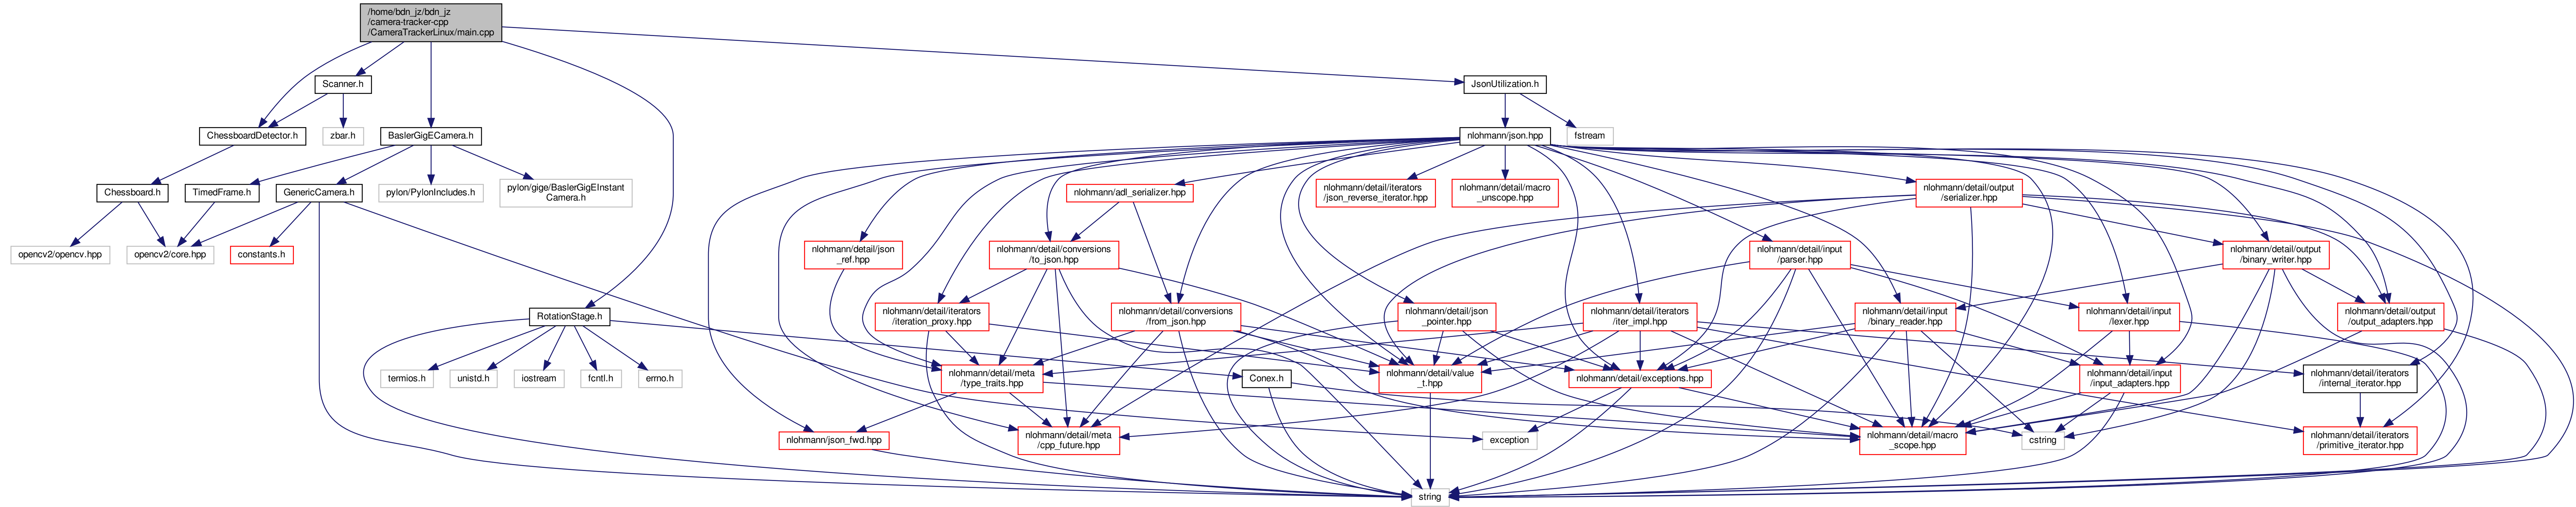 /home/bdn_jz/bdn_jz
/camera-tracker-cpp
/CameraTrackerLinux/main.cpp
Scanner.h
JsonUtilization.h
ChessboardDetector.h
zbar.h
BaslerGigECamera.h
nlohmann/json.hpp
fstream
Chessboard.h
TimedFrame.h
GenericCamera.h
pylon/PylonIncludes.h
pylon/gige/BaslerGigEInstant
Camera.h
nlohmann/adl_serializer.hpp
nlohmann/detail/iterators
/json_reverse_iterator.hpp
nlohmann/detail/macro
_unscope.hpp
nlohmann/detail/output
/serializer.hpp
opencv2/opencv.hpp
opencv2/core.hpp
constants.h
nlohmann/detail/json
_ref.hpp
nlohmann/detail/conversions
/to_json.hpp
nlohmann/detail/input
/parser.hpp
nlohmann/detail/output
/binary_writer.hpp
RotationStage.h
nlohmann/detail/iterators
/iteration_proxy.hpp
nlohmann/detail/conversions
/from_json.hpp
nlohmann/detail/json
_pointer.hpp
nlohmann/detail/iterators
/iter_impl.hpp
nlohmann/detail/input
/binary_reader.hpp
nlohmann/detail/input
/lexer.hpp
nlohmann/detail/output
/output_adapters.hpp
termios.h
unistd.h
iostream
fcntl.h
errno.h
nlohmann/detail/meta
/type_traits.hpp
Conex.h
nlohmann/detail/value
_t.hpp
nlohmann/detail/exceptions.hpp
nlohmann/detail/input
/input_adapters.hpp
nlohmann/detail/iterators
/internal_iterator.hpp
nlohmann/json_fwd.hpp
nlohmann/detail/meta
/cpp_future.hpp
exception
nlohmann/detail/macro
_scope.hpp
cstring
nlohmann/detail/iterators
/primitive_iterator.hpp
string